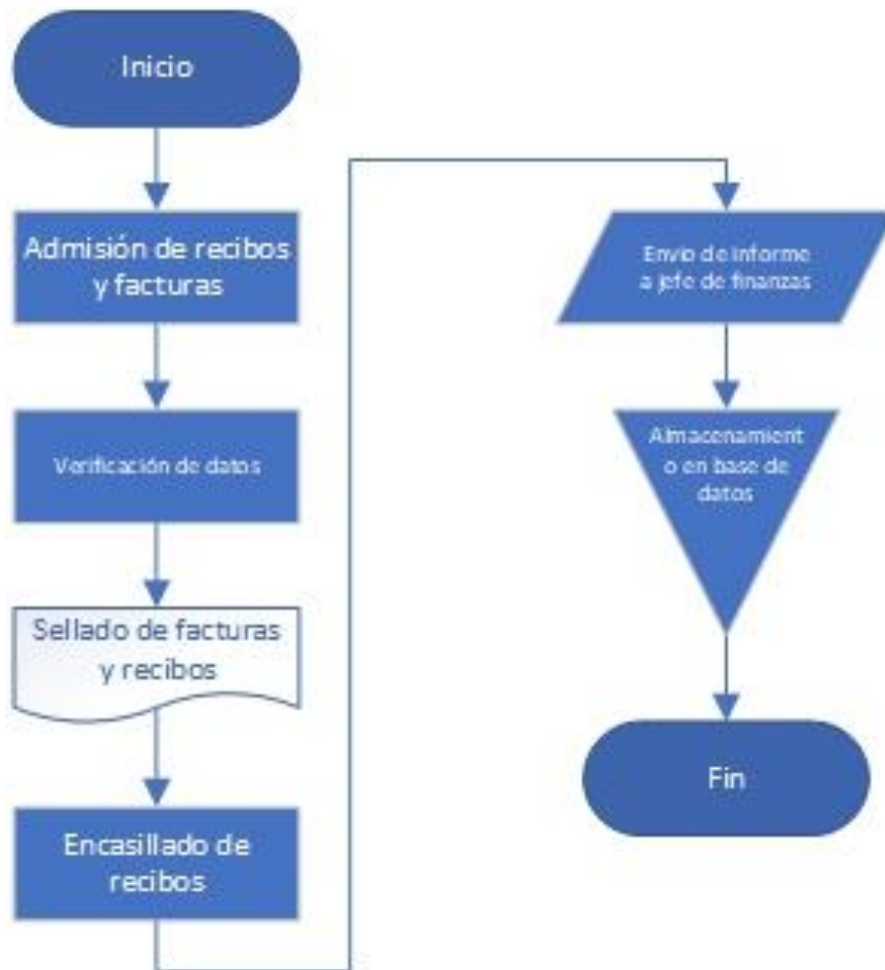 Inicio
Admisión de recibos
y facturas
Verificación de datos
Sellado de facturas
y recibos
Encasillado de
recibos
Envio de informe
a jefe de finanzas
Almacenamient
o en base de
datos
Fin